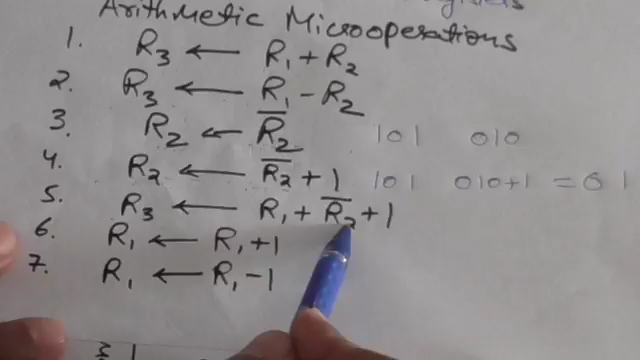 Arithmetic Microoperations
1. R₃ ← R₁ + R₂
2. R₃ ← R₁ - R₂
3. R₂ ← R̅₂ 101 010
4. R₂ ← R̅₂ + 1 101 010+1 = 01
5. R₃ ← R₁ + R̅₂ + 1
6. R₁ ← R₁ + 1
7. R₁ ← R₁ - 1